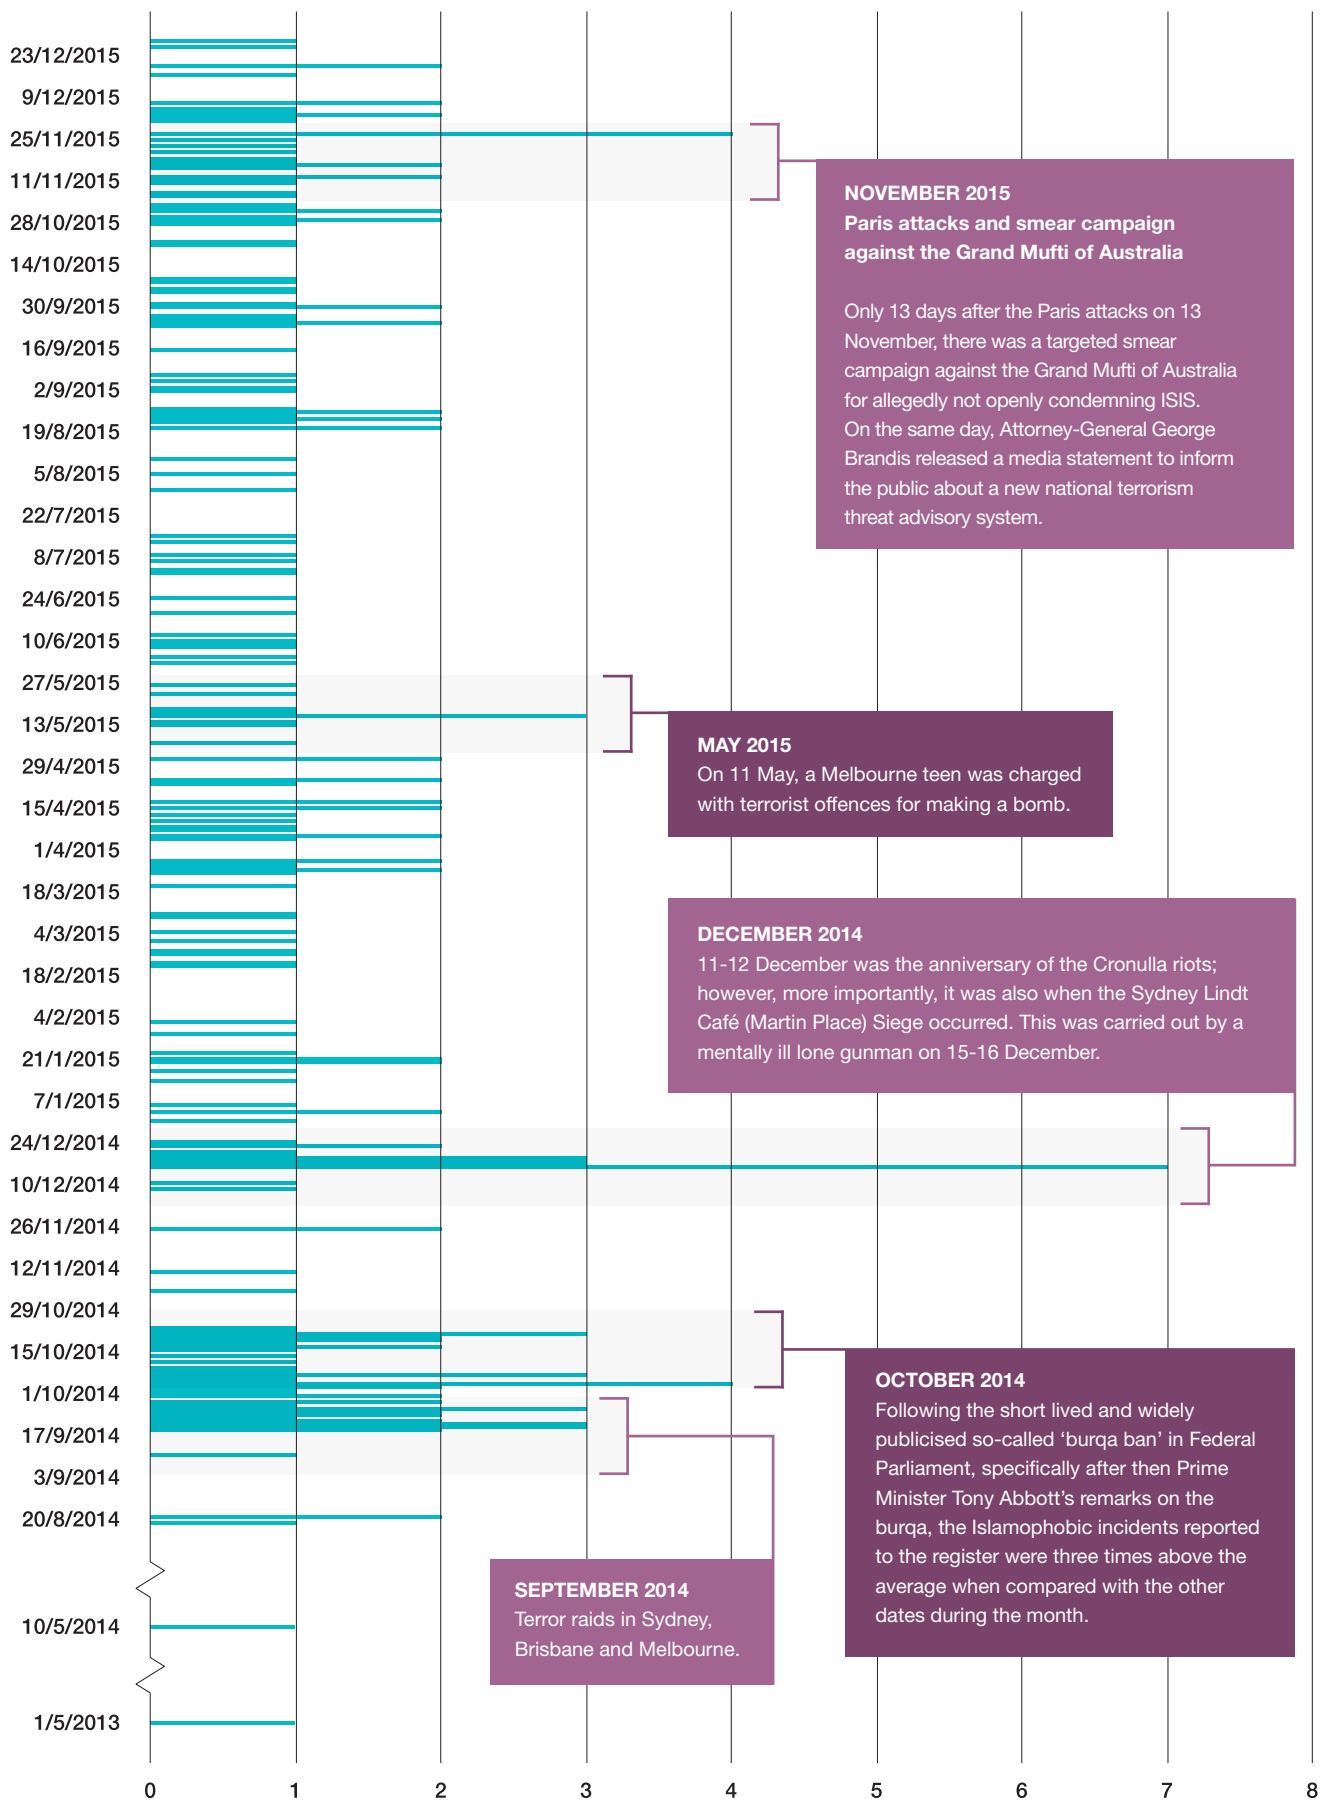 23/12/2015
9/12/2015
25/11/2015
11/11/2015
28/10/2015
14/10/2015
30/9/2015
16/9/2015
2/9/2015
19/8/2015
5/8/2015
22/7/2015
8/7/2015
24/6/2015
10/6/2015
27/5/2015
13/5/2015
29/4/2015
15/4/2015
1/4/2015
18/3/2015
4/3/2015
18/2/2015
4/2/2015
21/1/2015
7/1/2015
24/12/2014
10/12/2014
26/11/2014
12/11/2014
29/10/2014
15/10/2014
1/10/2014
17/9/2014
3/9/2014
20/8/2014
10/5/2014
1/5/2013
NOVEMBER 2015
Paris attacks and smear campaign
against the Grand Mufti of Australia
Only 13 days after the Paris attacks on 13
November, there was a targeted smear
campaign against the Grand Mufti of Australia
for allegedly not openly condemning ISIS.
On the same day, Attorney-General George
Brandis released a media statement to inform
the public about a new national terrorism
threat advisory system.
MAY 2015
On 11 May, a Melbourne teen was charged
with terrorist offences for making a bomb.
DECEMBER 2014
11-12 December was the anniversary of the Cronulla riots;
however, more importantly, it was also when the Sydney Lindt
Café (Martin Place) Siege occurred. This was carried out by a
mentally ill lone gunman on 15-16 December.
OCTOBER 2014
Following the short lived and widely
publicised so-called ‘burqa ban’ in Federal
Parliament, specifically after then Prime
Minister Tony Abbott’s remarks on the
burqa, the Islamophobic incidents reported
to the register were three times above the
average when compared with the other
dates during the month.
SEPTEMBER 2014
Terror raids in Sydney,
Brisbane and Melbourne.
0 1 2 3 4 5 6 7 8